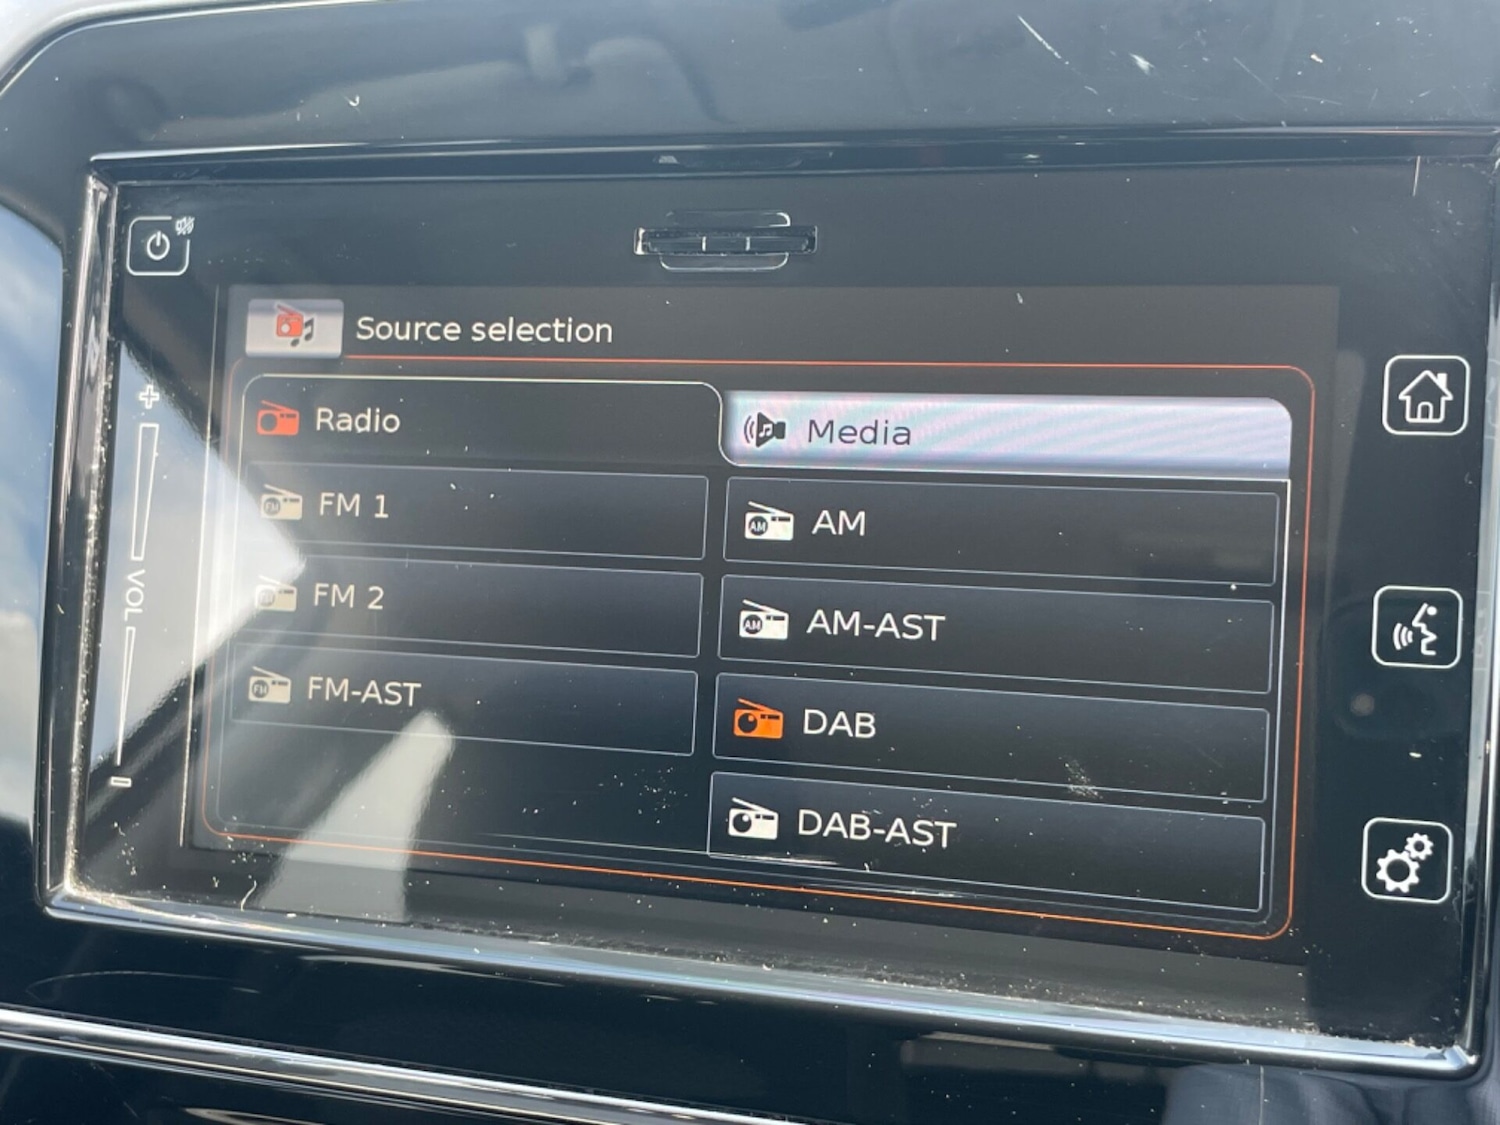 Source selection
Radio
Media
FM 1
AM
FM 2
AM-AST
FM-AST
DAB
DAB-AST
+
VOL
-